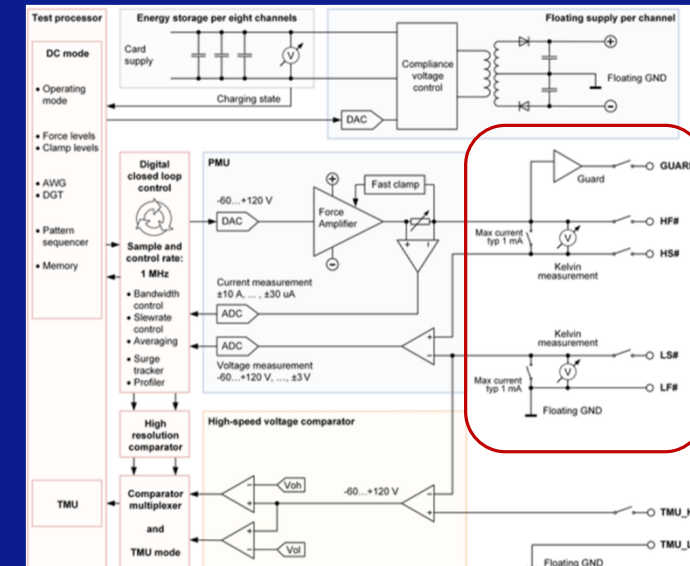 Test processor
DC mode
• Operating
mode
• Force levels
• Clamp levels
• AWG
• DGT
• Pattern
sequencer
• Memory
TMU
Energy storage per eight channels
Card
supply
V
Charging state
Floating supply per channel
Compliance
voltage
control
+
Floating GND
−
DAC
Digital
closed loop
control
Sample and
control rate:
1 MHz
• Bandwidth
control
• Slewrate
control
• Averaging
• Surge
tracker
• Profiler
High
resolution
comparator
Comparator
multiplexer
and
TMU mode
PMU
-60...+120 V
DAC
Force
Amplifier
+
−
Fast clamp
+ I
Current measurement
±10 A, ... , ±30 uA
ADC
ADC
+
−
Voltage measurement
-60...+120 V, ...., ±3 V
Guard
GUAR
HF#
Max current
typ 1 mA
V
HS#
Kelvin
measurement
Kelvin
measurement
LS#
Max current
typ 1 mA
V
LF#
Floating GND
High-speed voltage comparator
Voh
−
+
-60...+120 V
−
+
+
−
Vol
TMU_H
TMU_L
Floating GND